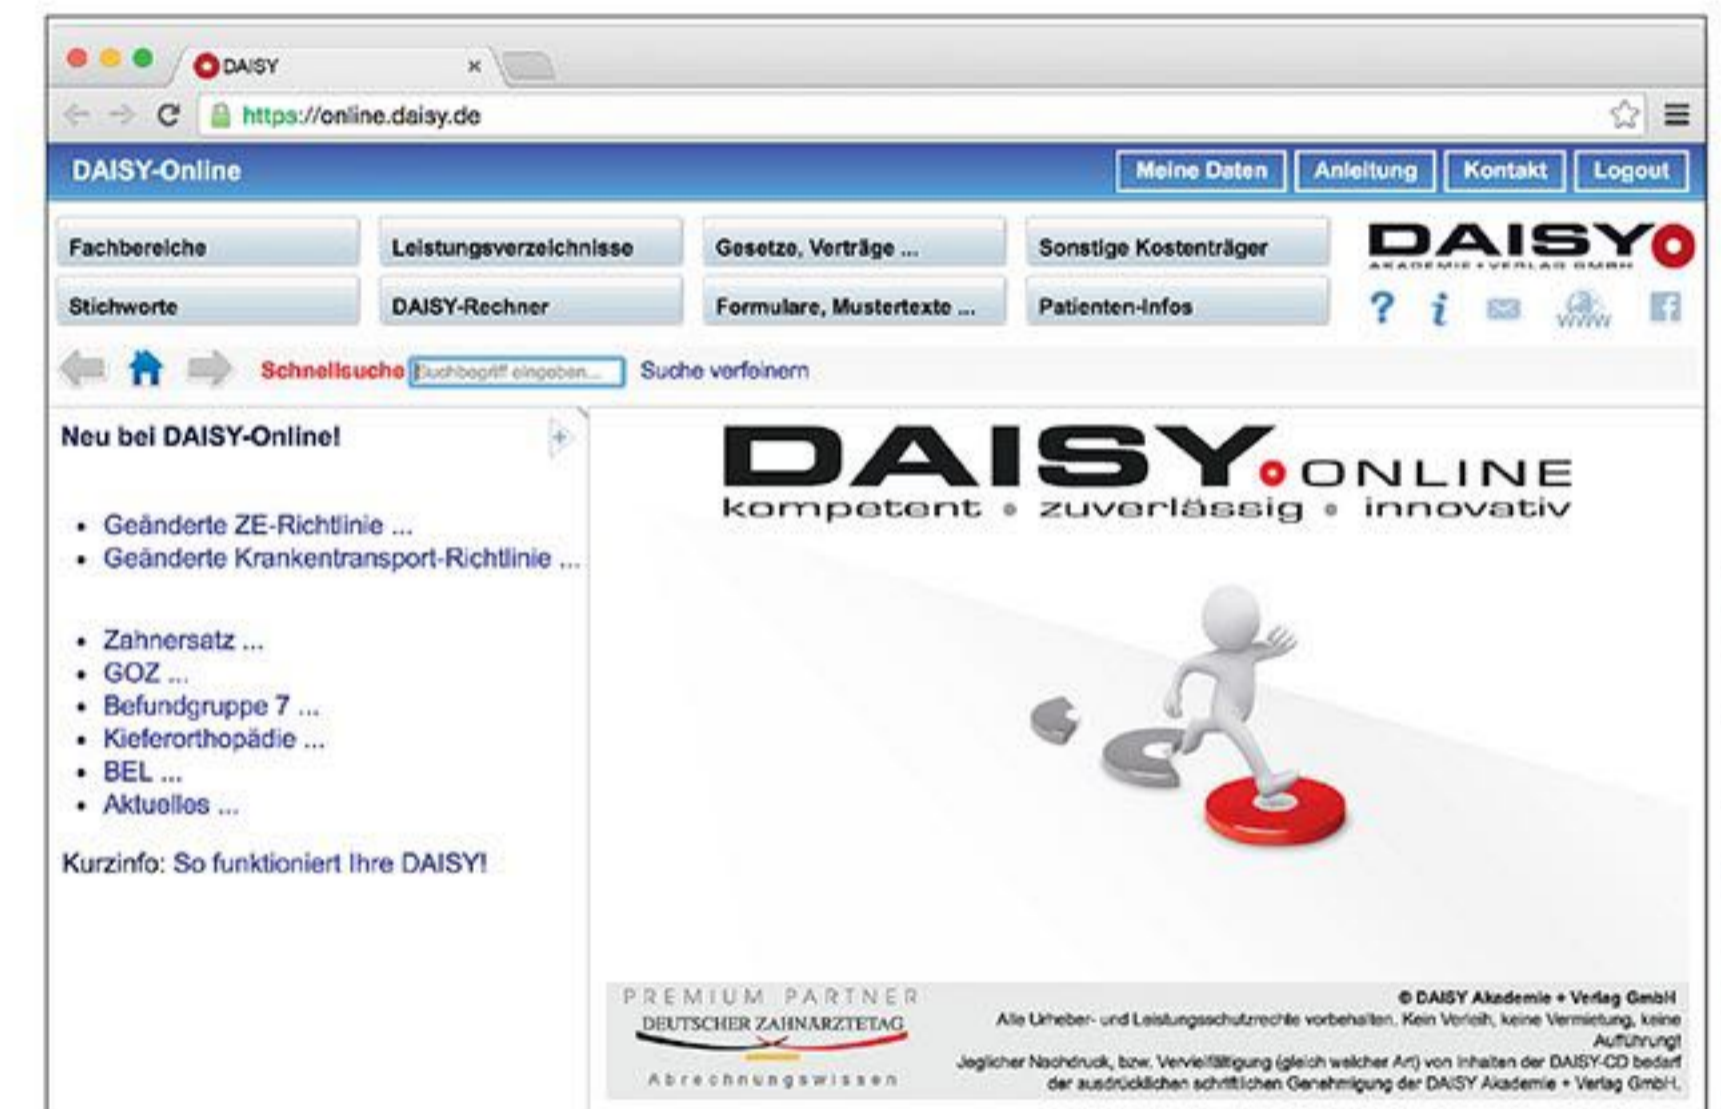 DAISY
https://online.daisy.de
DAISY-Online
Meine Daten
Anleitung
Kontakt
Logout
Fachbereiche
Leistungsverzeichnisse
Gesetze, Verträge ...
Sonstige Kostenträger
DAISY
AKADEMIE + VERLAG GMBH
Stichworte
DAISY-Rechner
Formulare, Mustertexte ...
Patienten-Infos
? i www f
Schnellsuche Suchbegriff eingeben... Suche verfeinern
Neu bei DAISY-Online!
• Geänderte ZE-Richtlinie ...
• Geänderte Krankentransport-Richtlinie ...
• Zahnersatz ...
• GOZ ...
• Befundgruppe 7 ...
• Kieferorthopädie ...
• BEL ...
• Aktuelles ...
Kurzinfo: So funktioniert Ihre DAISY!
DAISY ONLINE
kompetent • zuverlässig • innovativ
PREMIUM PARTNER
DEUTSCHER ZAHNÄRZTETAG
Abrechnungswissen
© DAISY Akademie + Verlag GmbH
Alle Urheber- und Leistungsschutzrechte vorbehalten. Kein Verleih, keine Vermietung, keine
Aufführung!
Jeglicher Nachdruck, bzw. Vervielfältigung (gleich welcher Art) von Inhalten der DAISY-CD bedarf
der ausdrücklichen schriftlichen Genehmigung der DAISY Akademie + Verlag GmbH.